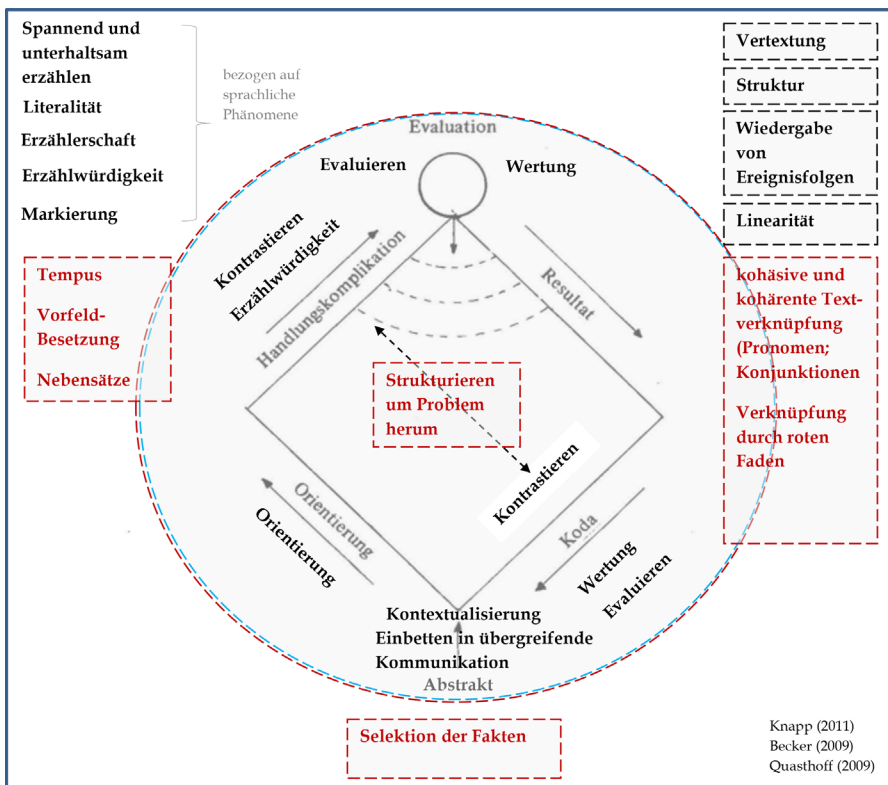 Spannend und
unterhaltsam
erzählen
Literalität
Erzählerschaft
Erzählwürdigkeit
Markierung
bezogen auf
sprachliche
Phänomene
Vertextung
Struktur
Wiedergabe
von
Ereignisfolgen
Linearität
Evaluation
Evaluieren
Wertung
Kontrastieren
Erzählwürdigkeit
Handlungskomplikation
Resultat
Tempus
Vorfeld-
Besetzung
Nebensätze
kohäsive und
kohärente Text-
verknüpfung
(Pronomen;
Konjunktionen
Verknüpfung
durch roten
Faden
Strukturieren
um Problem
herum
Kontrastieren
Orientierung
Orientierung
Koda
Wertung
Evaluieren
Kontextualisierung
Einbetten in übergreifende
Kommunikation
Abstrakt
Selektion der Fakten
Knapp (2011)
Becker (2009)
Quasthoff (2009)